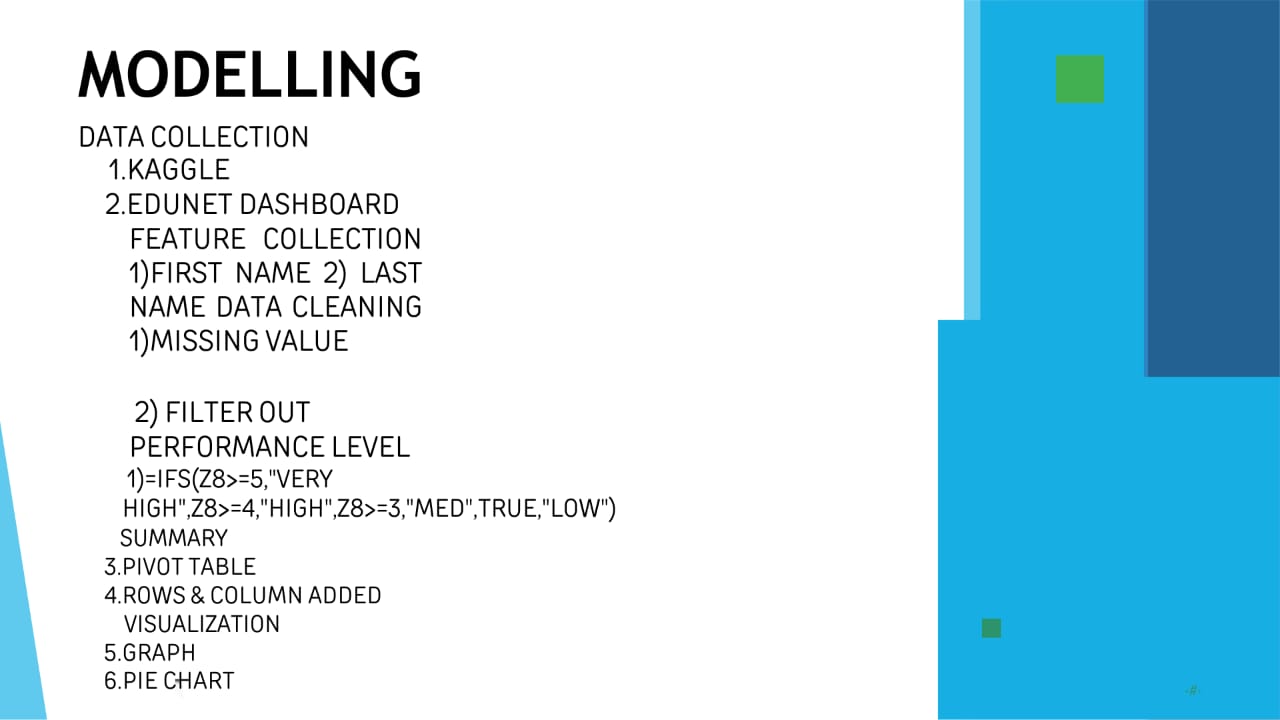 MODELLING
DATA COLLECTION
1.KAGGLE
2.EDUNET DASHBOARD
FEATURE COLLECTION
1)FIRST NAME 2) LAST
NAME DATA CLEANING
1)MISSING VALUE
2) FILTER OUT
PERFORMANCE LEVEL
1)=IFS(Z8>=5,"VERY
HIGH",Z8>=4,"HIGH",Z8>=3,"MED",TRUE,"LOW")
SUMMARY
3.PIVOT TABLE
4.ROWS & COLUMN ADDED
VISUALIZATION
5.GRAPH
6.PIE CHART
‹#›